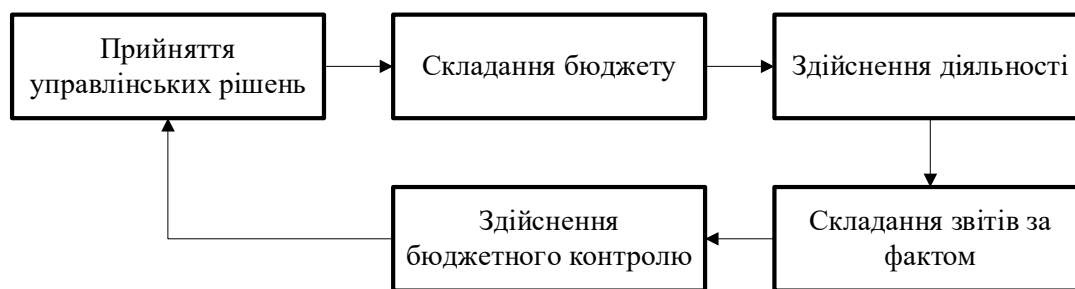 Прийняття
управлінських рішень
Складання бюджету
Здійснення діяльності
Здійснення
бюджетного контролю
Складання звітів за
фактом